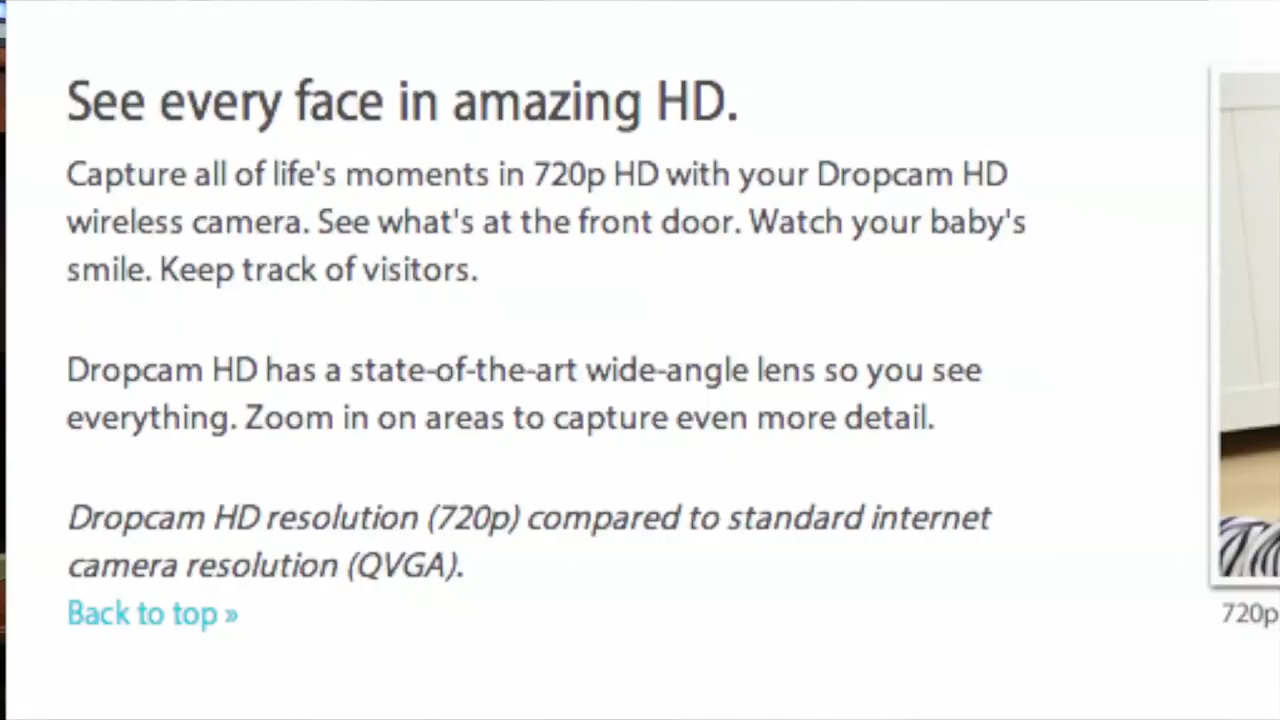 See every face in amazing HD.
Capture all of life's moments in 720p HD with your Dropcam HD
wireless camera. See what's at the front door. Watch your baby's
smile. Keep track of visitors.
Dropcam HD has a state-of-the-art wide-angle lens so you see
everything. Zoom in on areas to capture even more detail.
Dropcam HD resolution (720p) compared to standard internet
camera resolution (QVGA).
Back to top »
720p